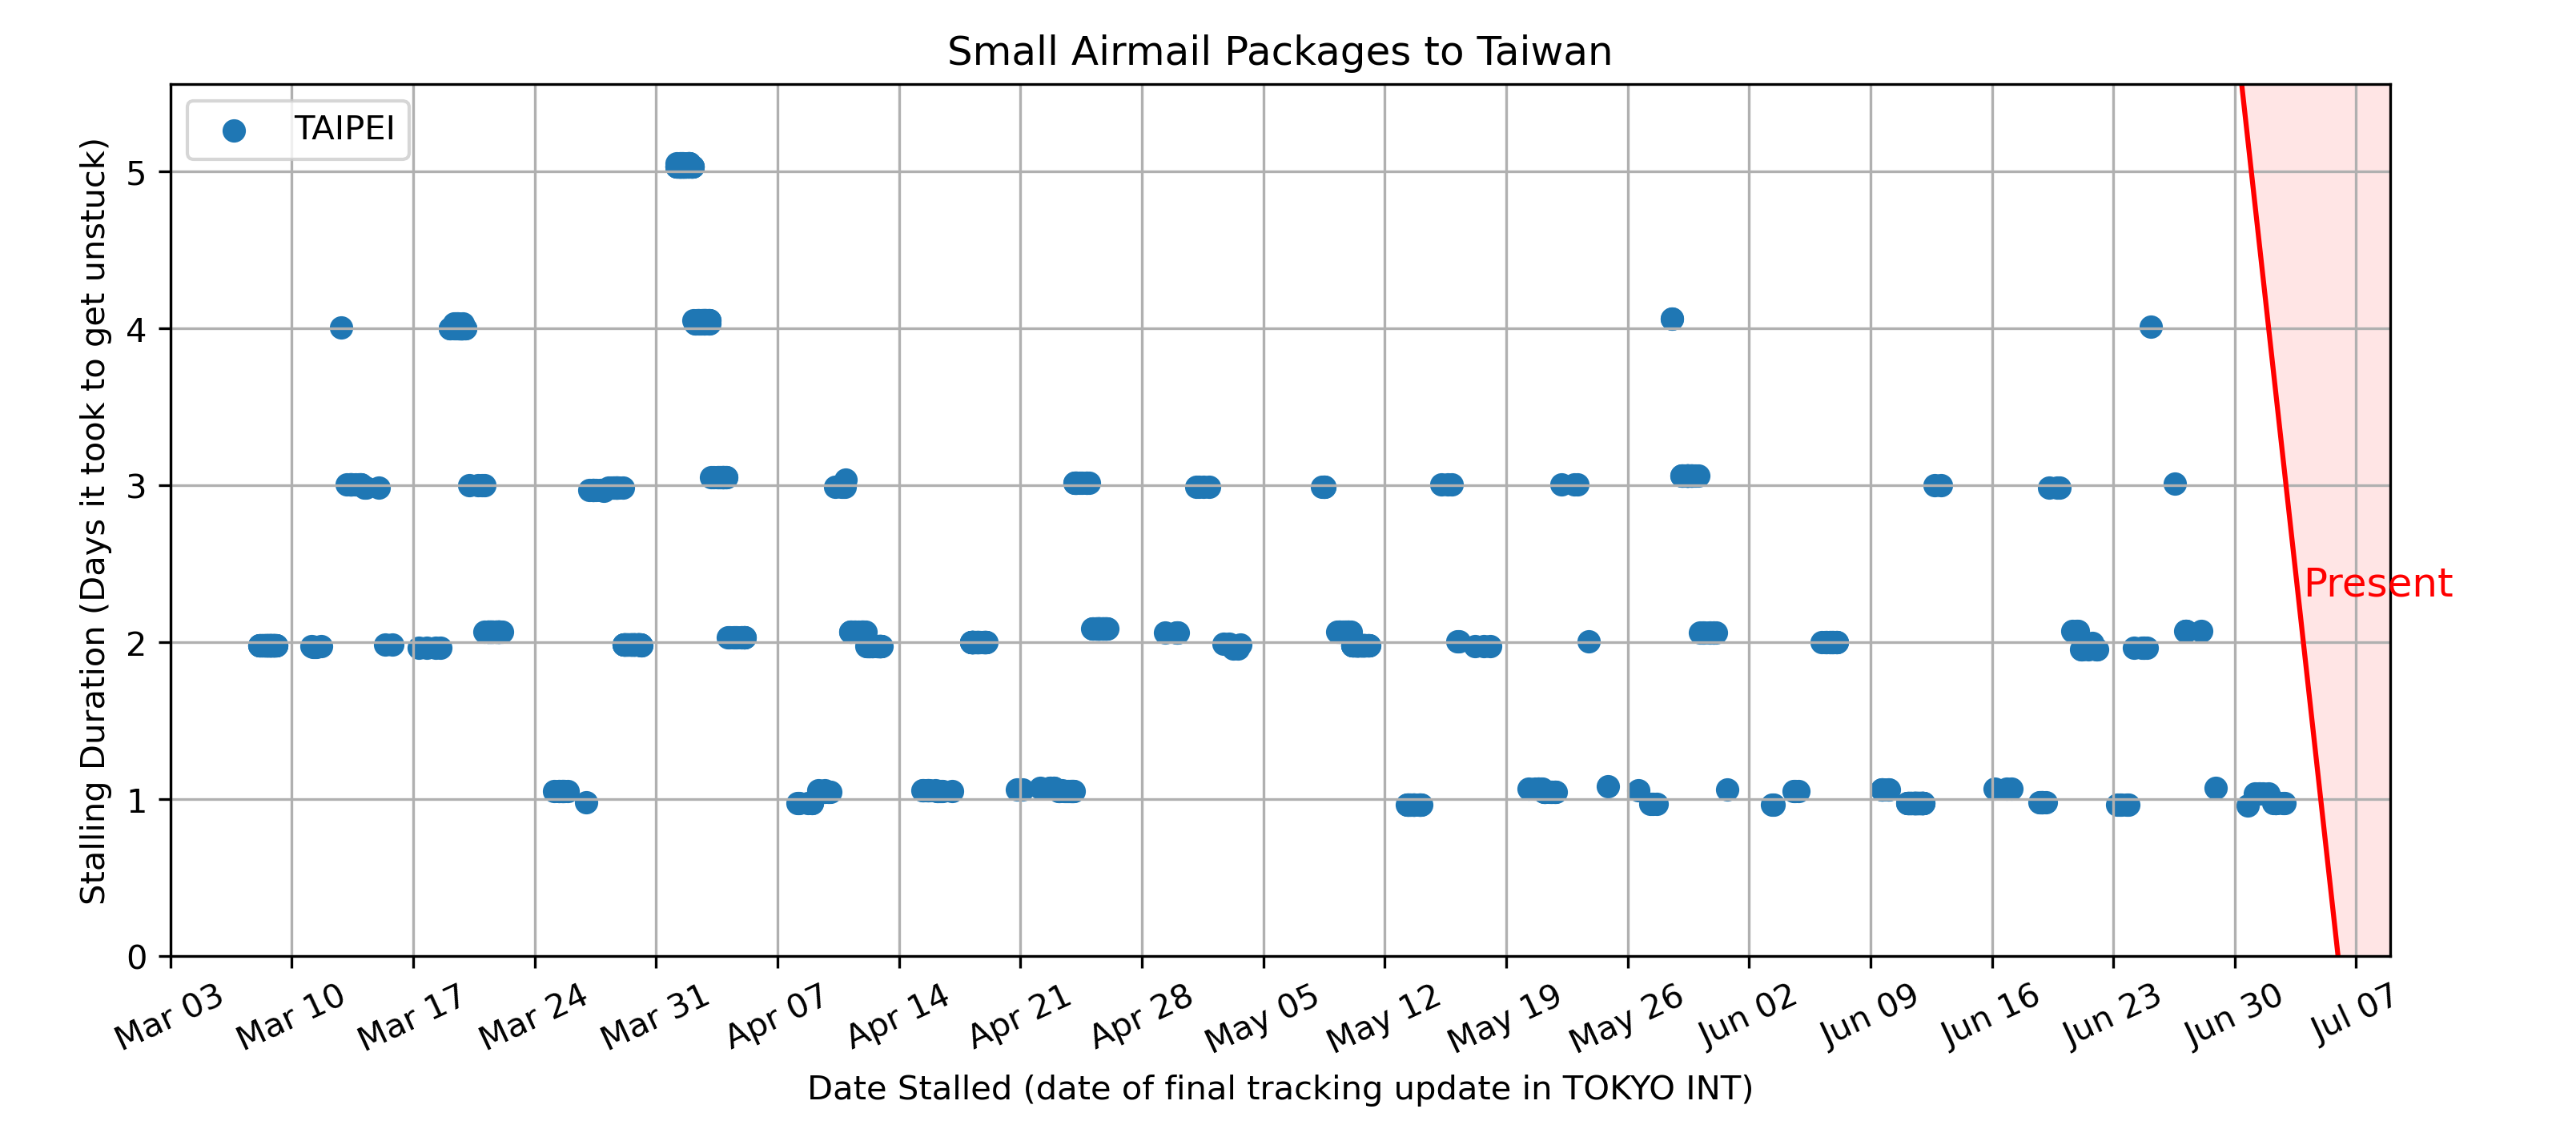 Small Airmail Packages to Taiwan
TAIPEI
Stalling Duration (Days it took to get unstuck)
5
4
3
2
1
0
Present
Mar 03
Mar 10
Mar 17
Mar 24
Mar 31
Apr 07
Apr 14
Apr 21
Apr 28
May 05
May 12
May 19
May 26
Jun 02
Jun 09
Jun 16
Jun 23
Jun 30
Jul 07
Date Stalled (date of final tracking update in TOKYO INT)